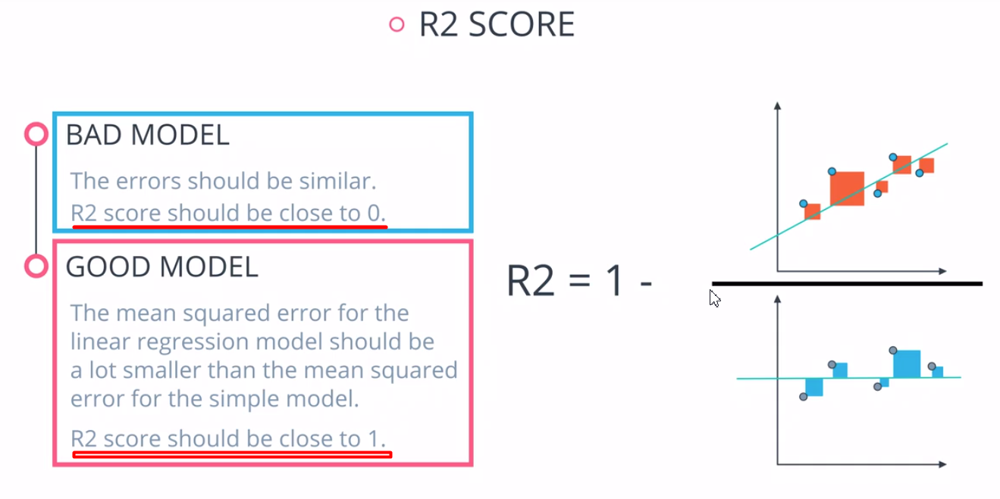 R2 SCORE
BAD MODEL
The errors should be similar.
R2 score should be close to 0.
GOOD MODEL
The mean squared error for the
linear regression model should be
a lot smaller than the mean squared
error for the simple model.
R2 score should be close to 1.
R2 = 1 -